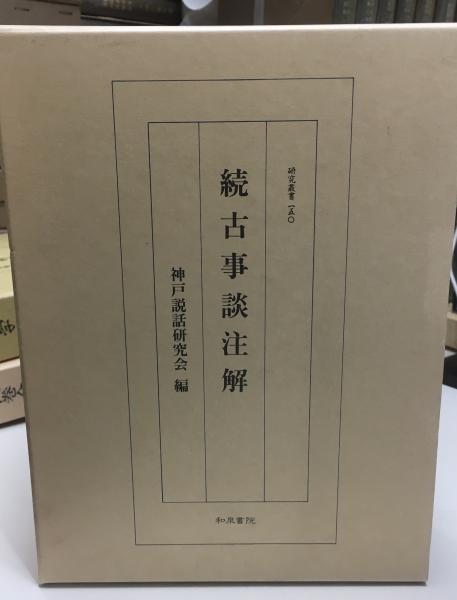 研究叢書 一五〇
続古事談注解
神戸説話研究会 編
和泉書院